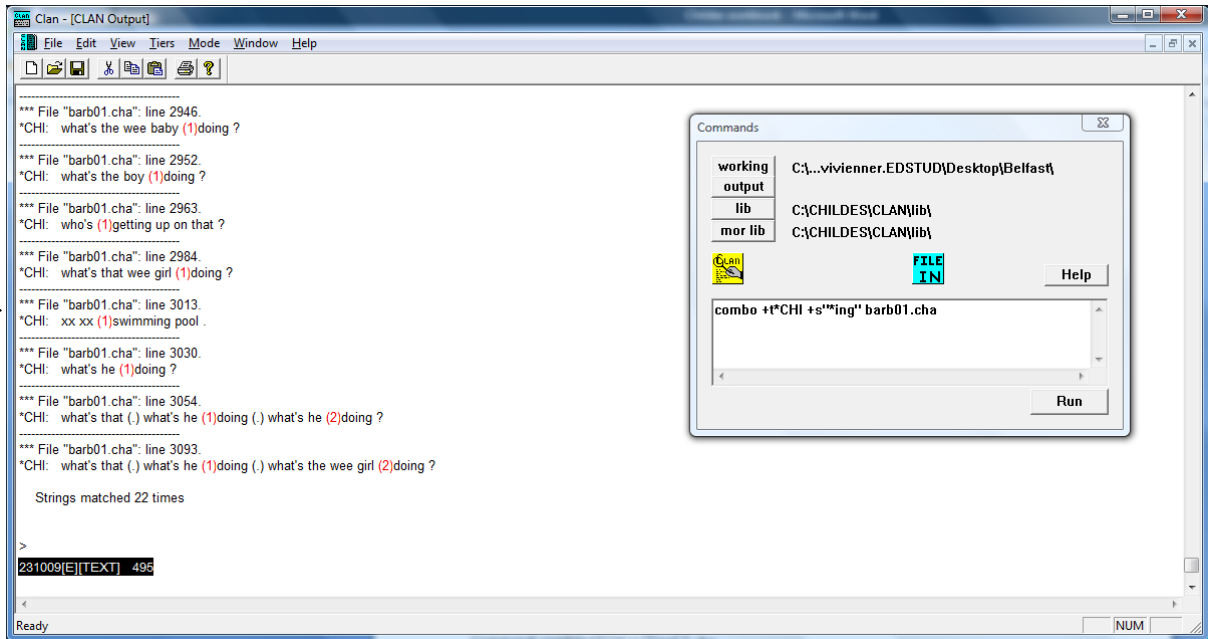 Clan - [CLAN Output]
File Edit View Tiers Mode Window Help
*** File "barb01.cha": line 2946.
*CHI: what's the wee baby (1)doing ?
*** File "barb01.cha": line 2952.
*CHI: what's the boy (1)doing ?
*** File "barb01.cha": line 2963.
*CHI: who's (1)getting up on that ?
*** File "barb01.cha": line 2984.
*CHI: what's that wee girl (1)doing ?
*** File "barb01.cha": line 3013.
*CHI: xx xx (1)swimming pool .
*** File "barb01.cha": line 3030.
*CHI: what's he (1)doing ?
*** File "barb01.cha": line 3054.
*CHI: what's that (.) what's he (1)doing (.) what's he (2)doing ?
*** File "barb01.cha": line 3093.
*CHI: what's that (.) what's he (1)doing (.) what's the wee girl (2)doing ?
Strings matched 22 times
>
231009[E][TEXT] 495
Ready
NUM
Commands
working C:\...vivienner.EDSTUD\Desktop\Belfast\
output
lib C:\CHILDES\CLAN\lib\
mor lib C:\CHILDES\CLAN\lib\
CLAN
FILE
IN
Help
combo +t*CHI +s"*ing" barb01.cha
Run